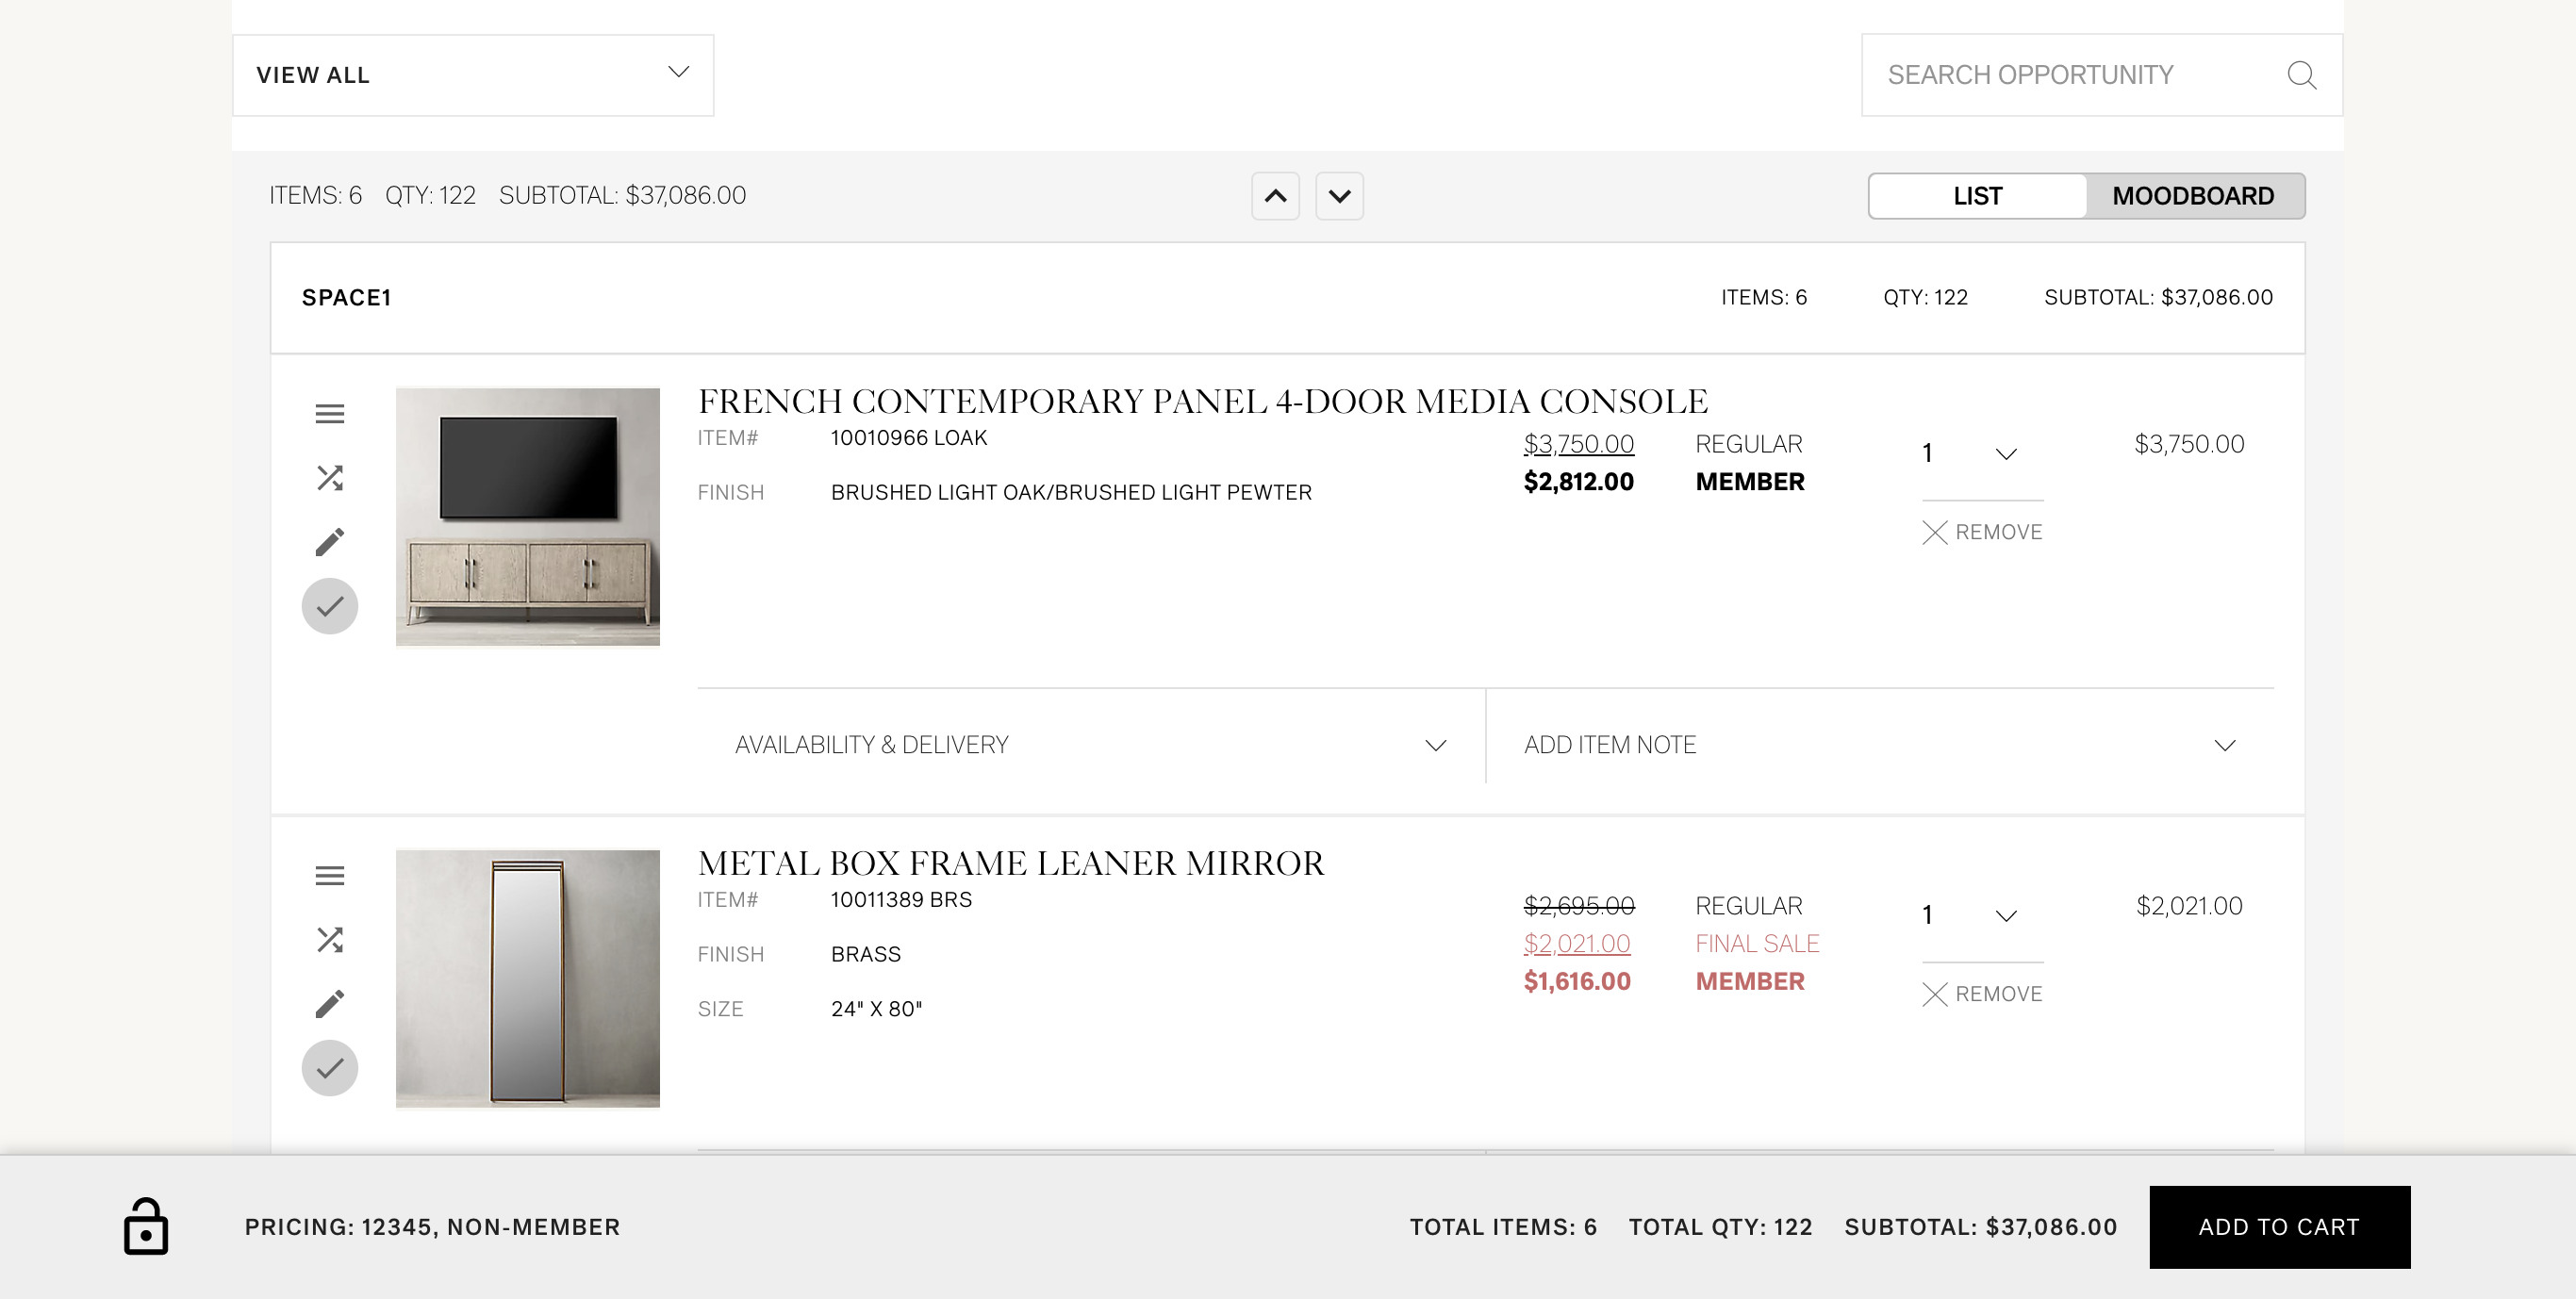 VIEW ALL
SEARCH OPPORTUNITY
ITEMS: 6 QTY: 122 SUBTOTAL: $37,086.00
LIST MOODBOARD
SPACE1 ITEMS: 6 QTY: 122 SUBTOTAL: $37,086.00
FRENCH CONTEMPORARY PANEL 4-DOOR MEDIA CONSOLE
ITEM# 10010966 LOAK
FINISH BRUSHED LIGHT OAK/BRUSHED LIGHT PEWTER
$3,750.00 REGULAR
$2,812.00 MEMBER
1
REMOVE
$3,750.00
AVAILABILITY & DELIVERY
ADD ITEM NOTE
METAL BOX FRAME LEANER MIRROR
ITEM# 10011389 BRS
FINISH BRASS
SIZE 24" X 80"
$2,695.00 REGULAR
$2,021.00 FINAL SALE
$1,616.00 MEMBER
1
REMOVE
$2,021.00
PRICING: 12345, NON-MEMBER
TOTAL ITEMS: 6 TOTAL QTY: 122 SUBTOTAL: $37,086.00
ADD TO CART